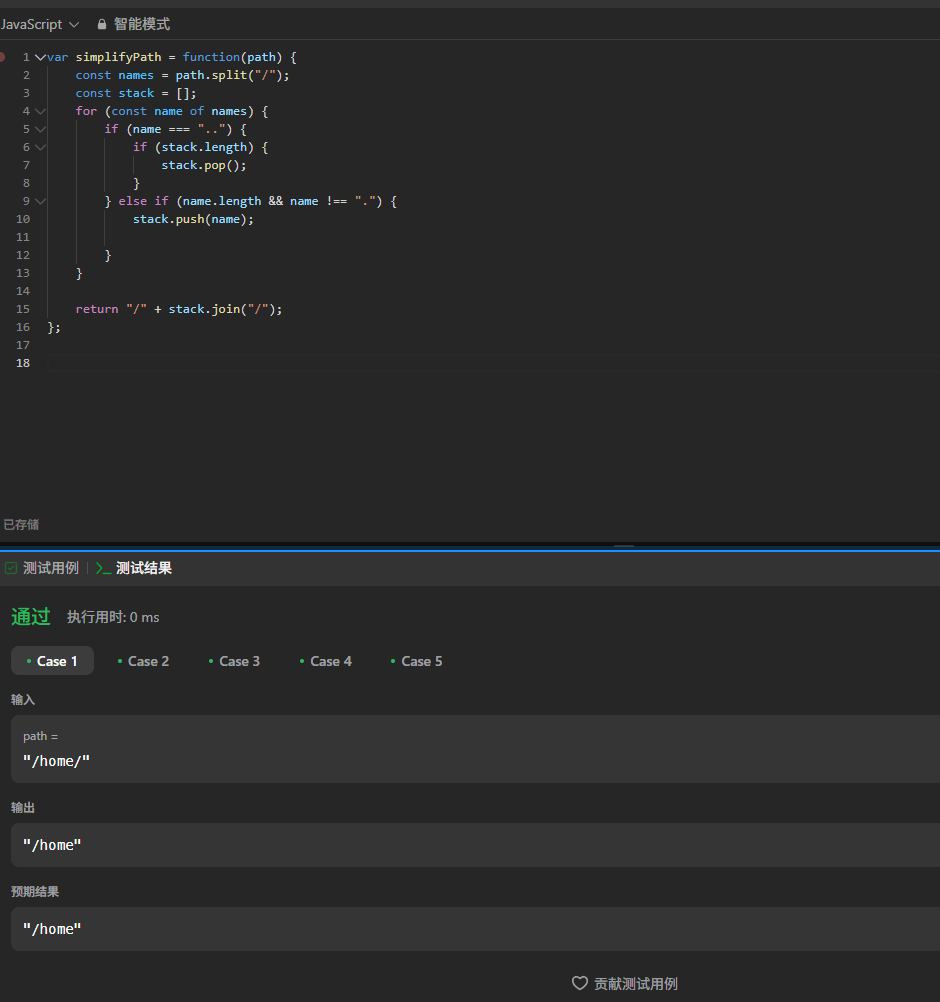 JavaScript 智能模式
1 var simplifyPath = function(path) {
2     const names = path.split("/");
3     const stack = [];
4     for (const name of names) {
5         if (name === "..") {
6             if (stack.length) {
7                 stack.pop();
8             }
9         } else if (name.length && name !== ".") {
10             stack.push(name);
11
12         }
13     }
14
15     return "/" + stack.join("/");
16 };
17
18
已存储
测试用例 | >_ 测试结果
通过 执行用时: 0 ms
• Case 1 • Case 2 • Case 3 • Case 4 • Case 5
输入
path =
"/home/"
输出
"/home"
预期结果
"/home"
贡献测试用例